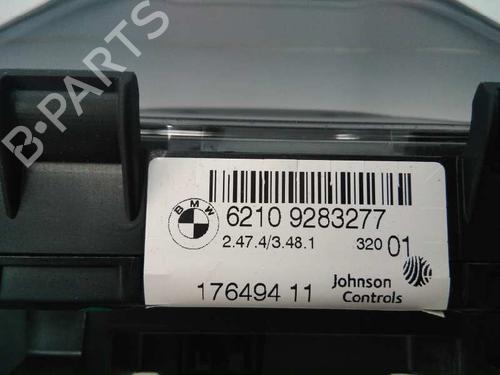 B-PARTS
BMW
6210 9283277
2.47.4/3.48.1 320 01
176494 11 Johnson
Controls